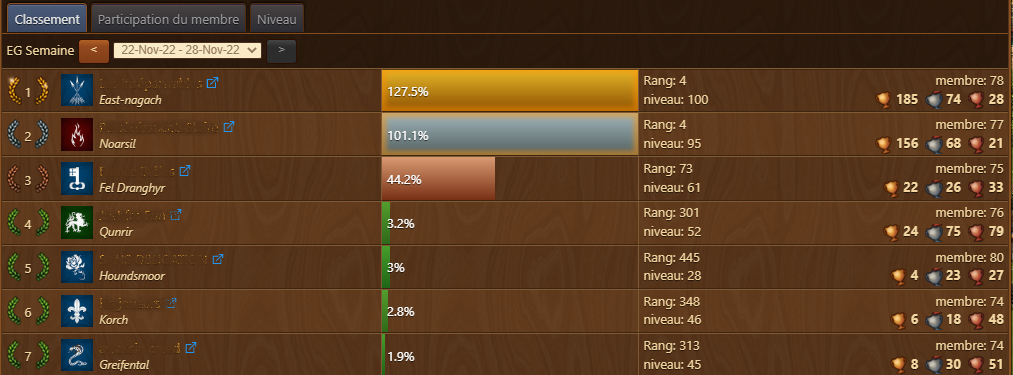 Classement Participation du membre Niveau
EG Semaine < 22-Nov-22 - 28-Nov-22 >
1 East-nagach 127.5% Rang: 4 niveau: 100 membre: 78 185 74 28
2 Noarsil 101.1% Rang: 4 niveau: 95 membre: 77 156 68 21
3 Fel Dranghyr 44.2% Rang: 73 niveau: 61 membre: 75 22 26 33
4 Qunrir 3.2% Rang: 301 niveau: 52 membre: 76 24 75 79
5 Houndsmoor 3% Rang: 445 niveau: 28 membre: 80 4 23 27
6 Korch 2.8% Rang: 348 niveau: 46 membre: 74 6 18 48
7 Greifental 1.9% Rang: 313 niveau: 45 membre: 74 8 30 51